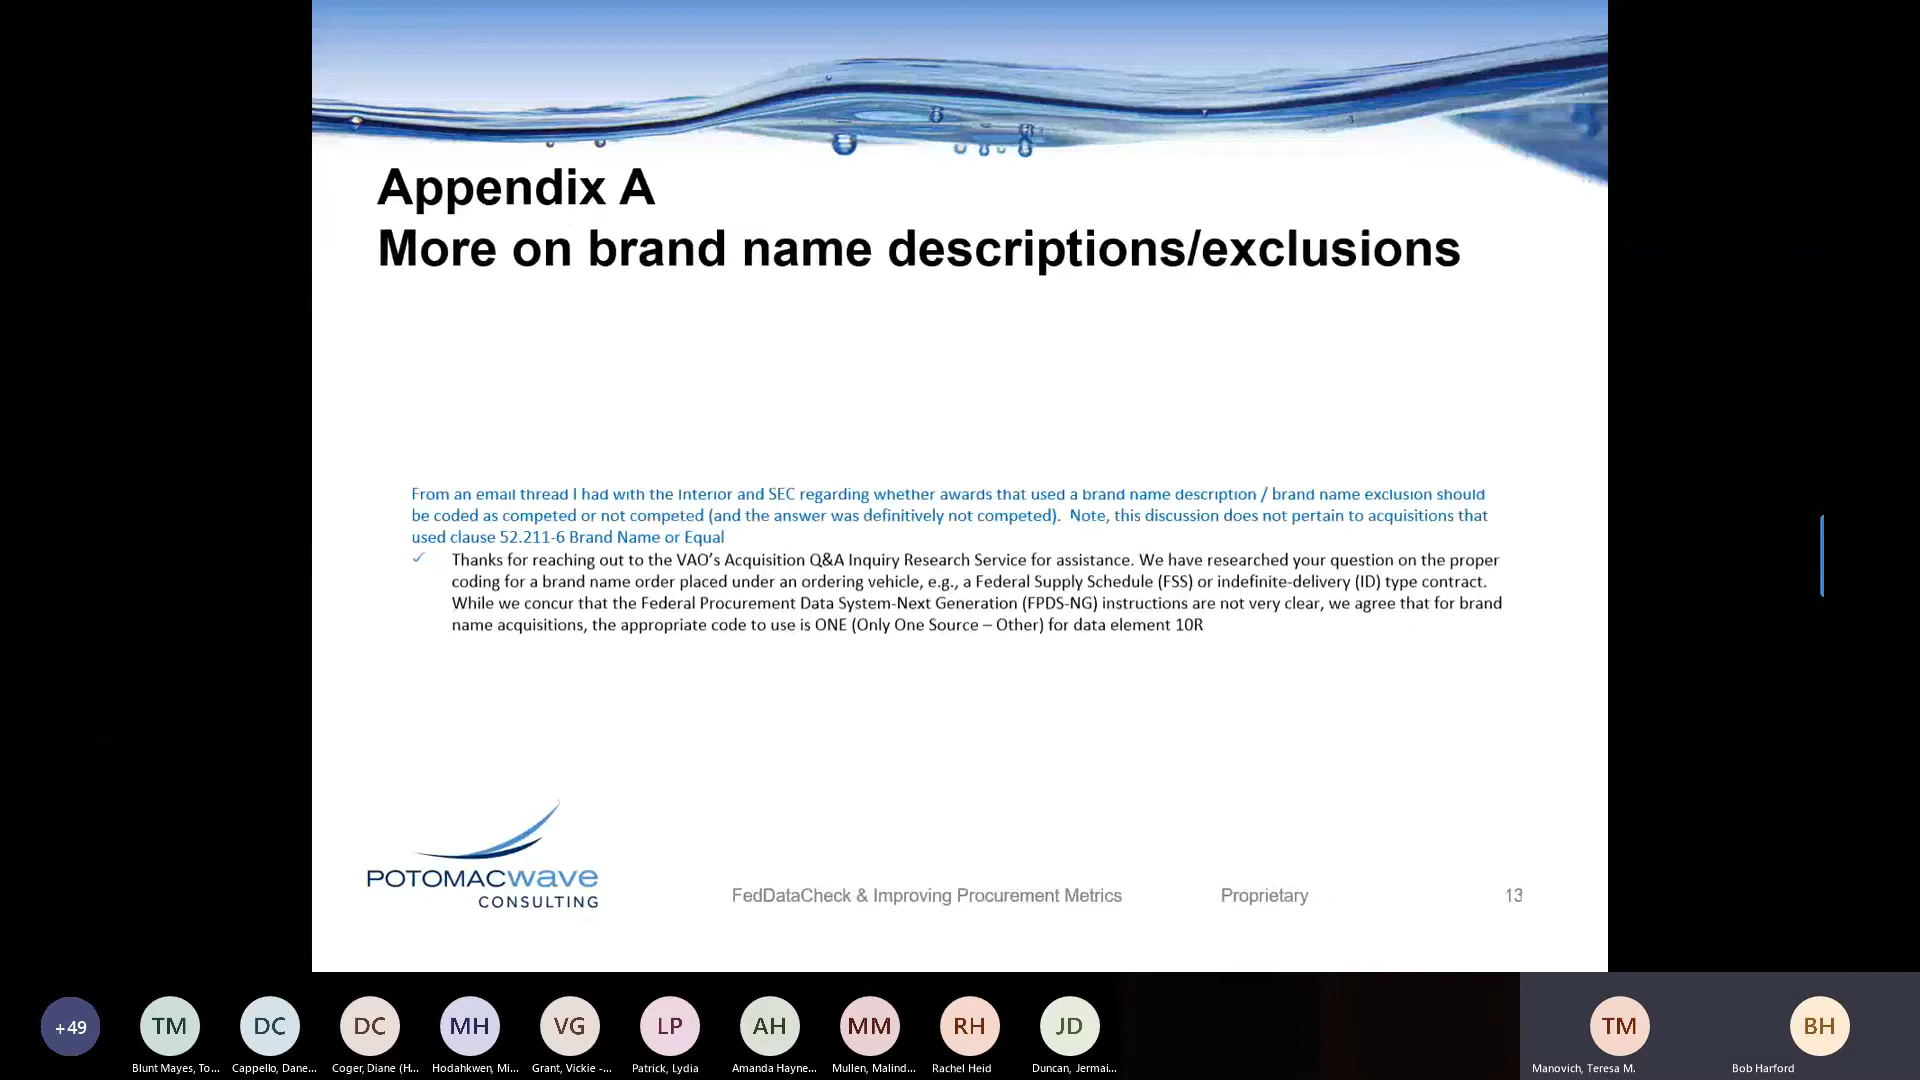 Appendix A
More on brand name descriptions/exclusions
From an email thread I had with the Interior and SEC regarding whether awards that used a brand name description / brand name exclusion should
be coded as competed or not competed (and the answer was definitively not competed).  Note, this discussion does not pertain to acquisitions that
used clause 52.211-6 Brand Name or Equal
✓ Thanks for reaching out to the VAO's Acquisition Q&A Inquiry Research Service for assistance. We have researched your question on the proper
coding for a brand name order placed under an ordering vehicle, e.g., a Federal Supply Schedule (FSS) or indefinite-delivery (ID) type contract.
While we concur that the Federal Procurement Data System-Next Generation (FPDS-NG) instructions are not very clear, we agree that for brand
name acquisitions, the appropriate code to use is ONE (Only One Source – Other) for data element 10R
POTOMACwave
CONSULTING
FedDataCheck & Improving Procurement Metrics Proprietary 13
+49 TM DC DC MH VG LP AH MM RH JD TM BH
Blunt Mayes, To... Cappello, Dane... Coger, Diane (H... Hodahkwen, Mi... Grant, Vickie -... Patrick, Lydia Amanda Hayne... Mullen, Malind... Rachel Heid Duncan, Jermai... Manovich, Teresa M. Bob Harford